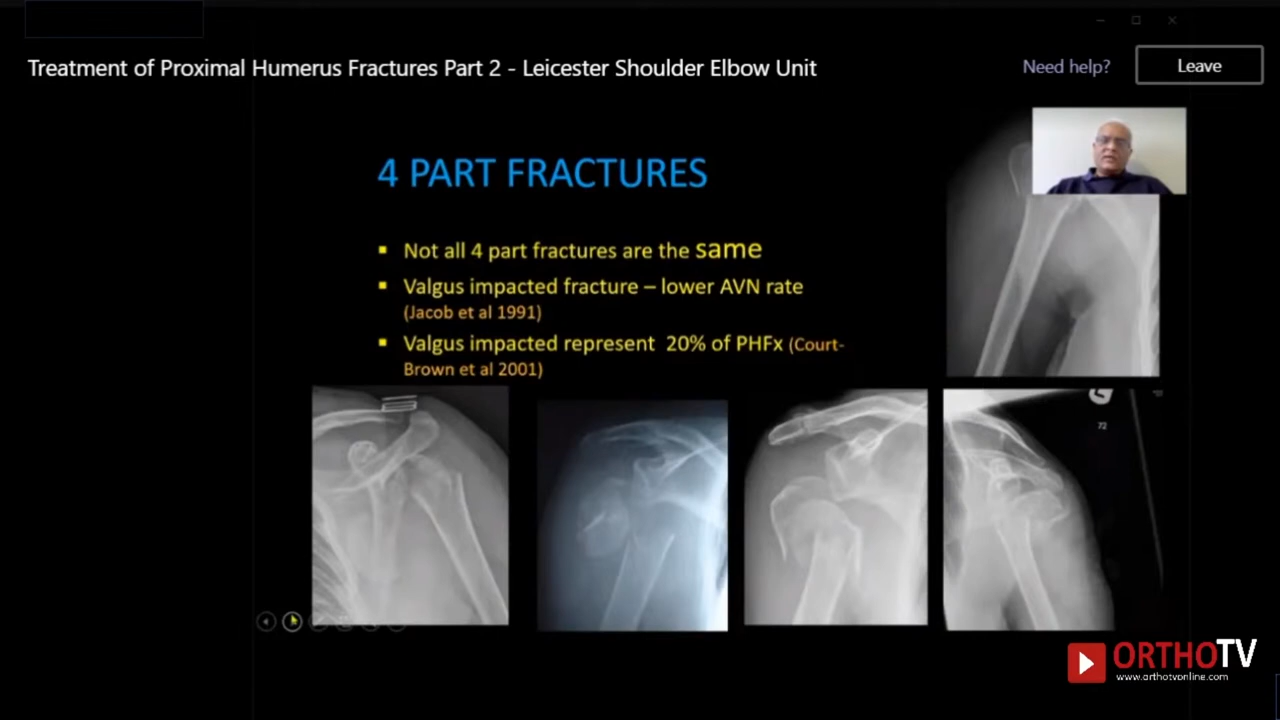 Treatment of Proximal Humerus Fractures Part 2 - Leicester Shoulder Elbow Unit
Need help?
Leave
4 PART FRACTURES
▪ Not all 4 part fractures are the same
▪ Valgus impacted fracture – lower AVN rate
(Jacob et al 1991)
▪ Valgus impacted represent 20% of PHFx (Court-
Brown et al 2001)
72
ORTHOTV
www.orthotvonline.com